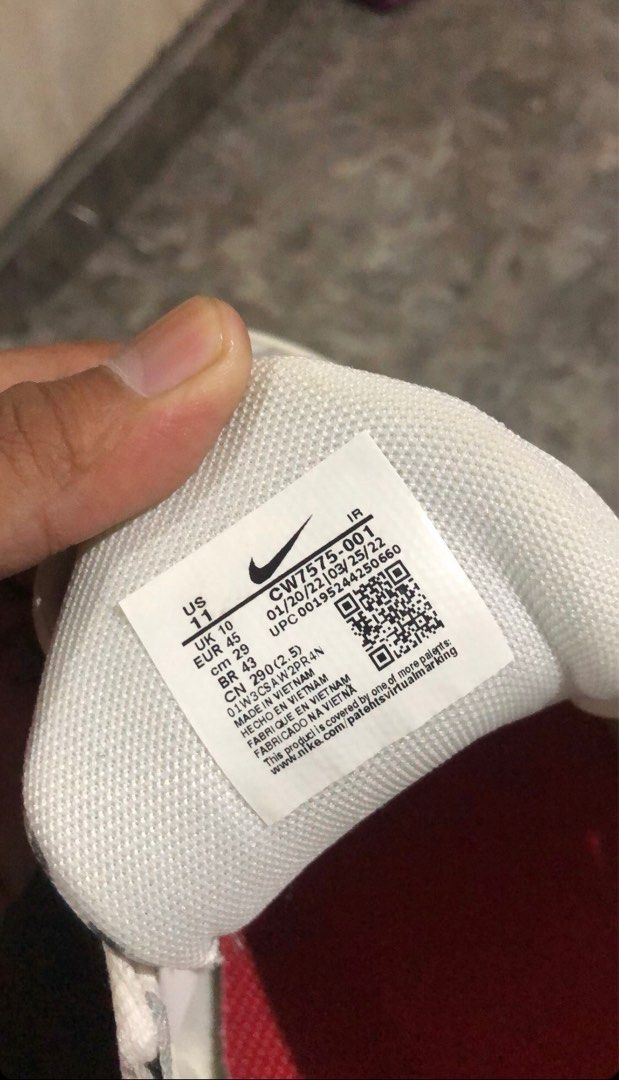 IR
US
11
CW7575-001
UK 10
01/20/22|03/25/22
EUR 45
UPC 00195244250660
cm 29
BR 43
CN 290(2.5)
01W3CSAW2PR4N
MADE IN VIETNAM
HECHO EN VIETNAM
FABRIQUE EN VIETNAM
FABRICADO NA VIETNÃ
This product is covered by one of more patents:
www.nike.com/patentsvirtualmarking